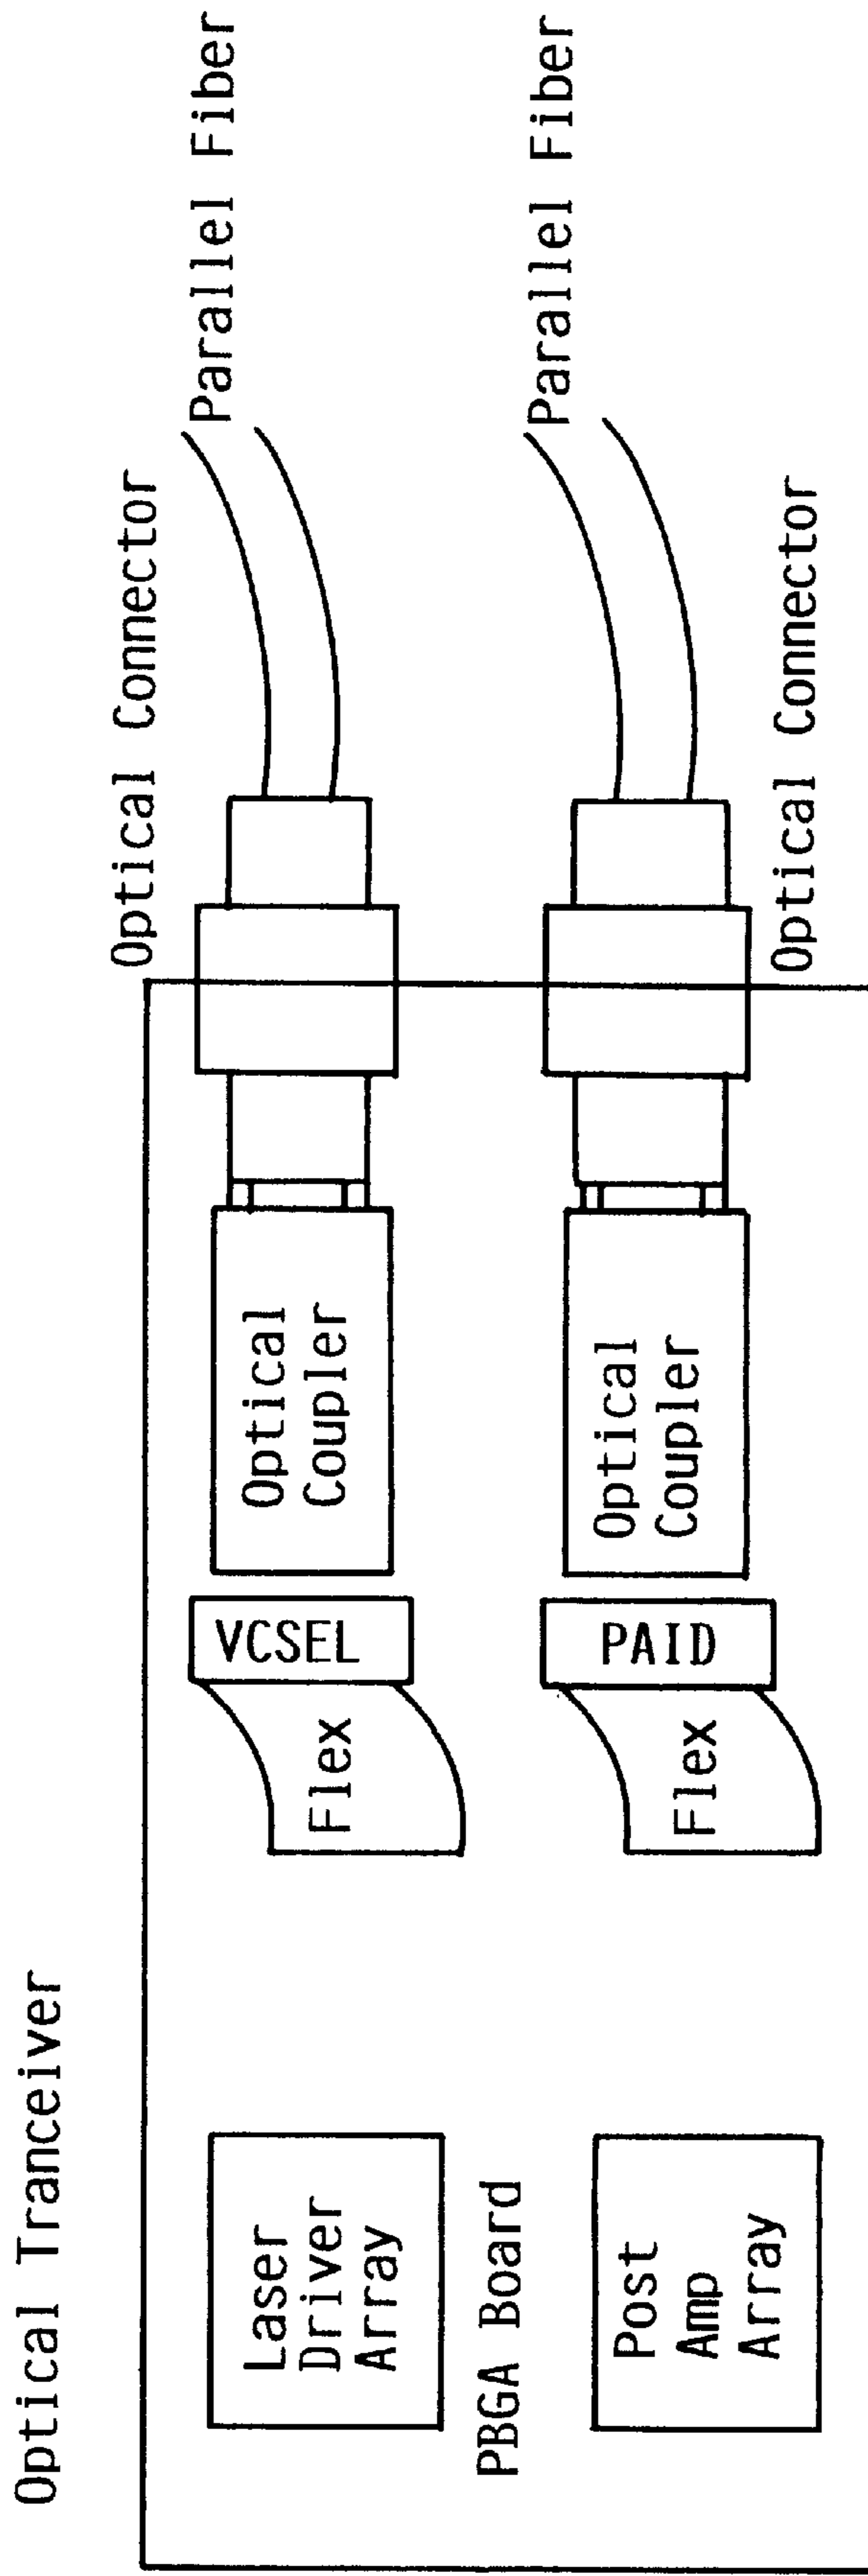 Optical Tranceiver
Optical Connector
Parallel Fiber
Laser
Driver
Array
Flex
VCSEL
Optical
Coupler
PBGA Board
Parallel Fiber
Post
Amp
Array
Flex
PAID
Optical
Coupler
Optical Connector